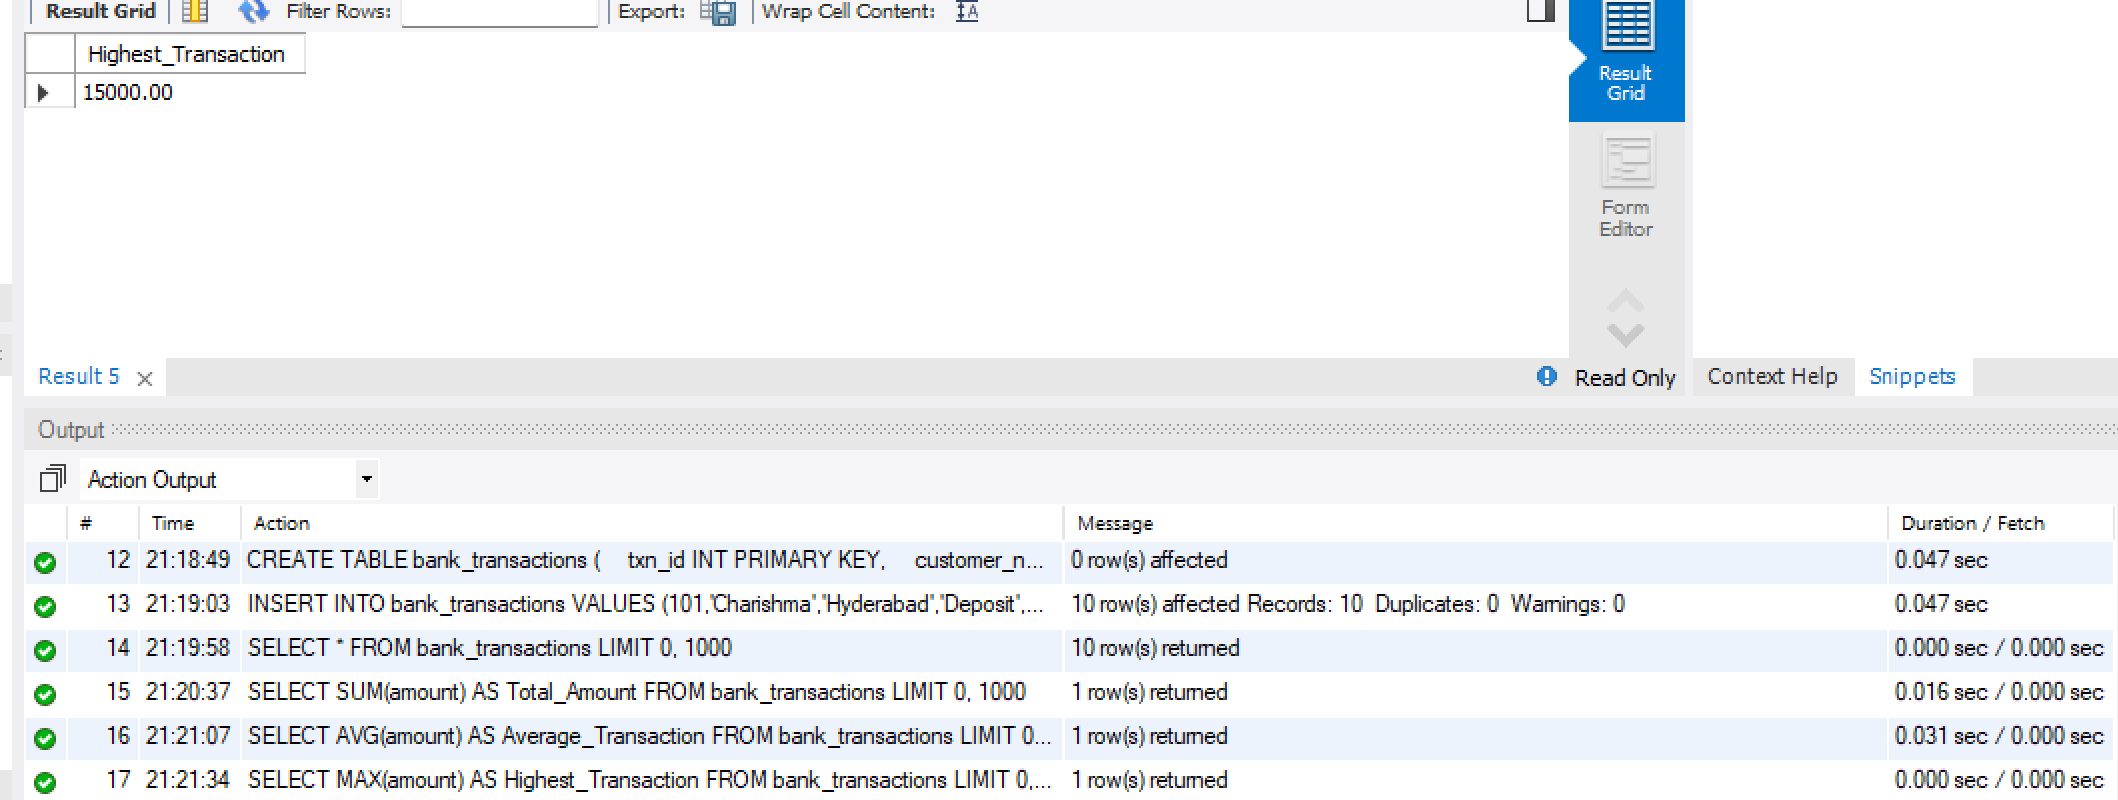 Result Grid Filter Rows: Export: Wrap Cell Content:
Highest_Transaction
15000.00
Result
Grid
Form
Editor
Result 5 Read Only Context Help Snippets
Output
Action Output
# Time Action Message Duration / Fetch
12 21:18:49 CREATE TABLE bank_transactions ( txn_id INT PRIMARY KEY, customer_n... 0 row(s) affected 0.047 sec
13 21:19:03 INSERT INTO bank_transactions VALUES (101,'Charishma','Hyderabad','Deposit',... 10 row(s) affected Records: 10 Duplicates: 0 Warnings: 0 0.047 sec
14 21:19:58 SELECT * FROM bank_transactions LIMIT 0, 1000 10 row(s) returned 0.000 sec / 0.000 sec
15 21:20:37 SELECT SUM(amount) AS Total_Amount FROM bank_transactions LIMIT 0, 1000 1 row(s) returned 0.016 sec / 0.000 sec
16 21:21:07 SELECT AVG(amount) AS Average_Transaction FROM bank_transactions LIMIT 0... 1 row(s) returned 0.031 sec / 0.000 sec
17 21:21:34 SELECT MAX(amount) AS Highest_Transaction FROM bank_transactions LIMIT 0,... 1 row(s) returned 0.000 sec / 0.000 sec